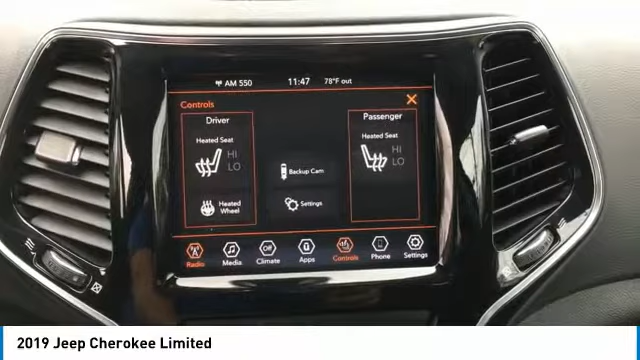 AM 550 11:47 78°F out
Controls
Driver
Heated Seat
HI
LO
Heated
Wheel
Backup Cam
Settings
Passenger
Heated Seat
HI
LO
Radio Media Off Climate Apps Controls Phone Settings
2019 Jeep Cherokee Limited